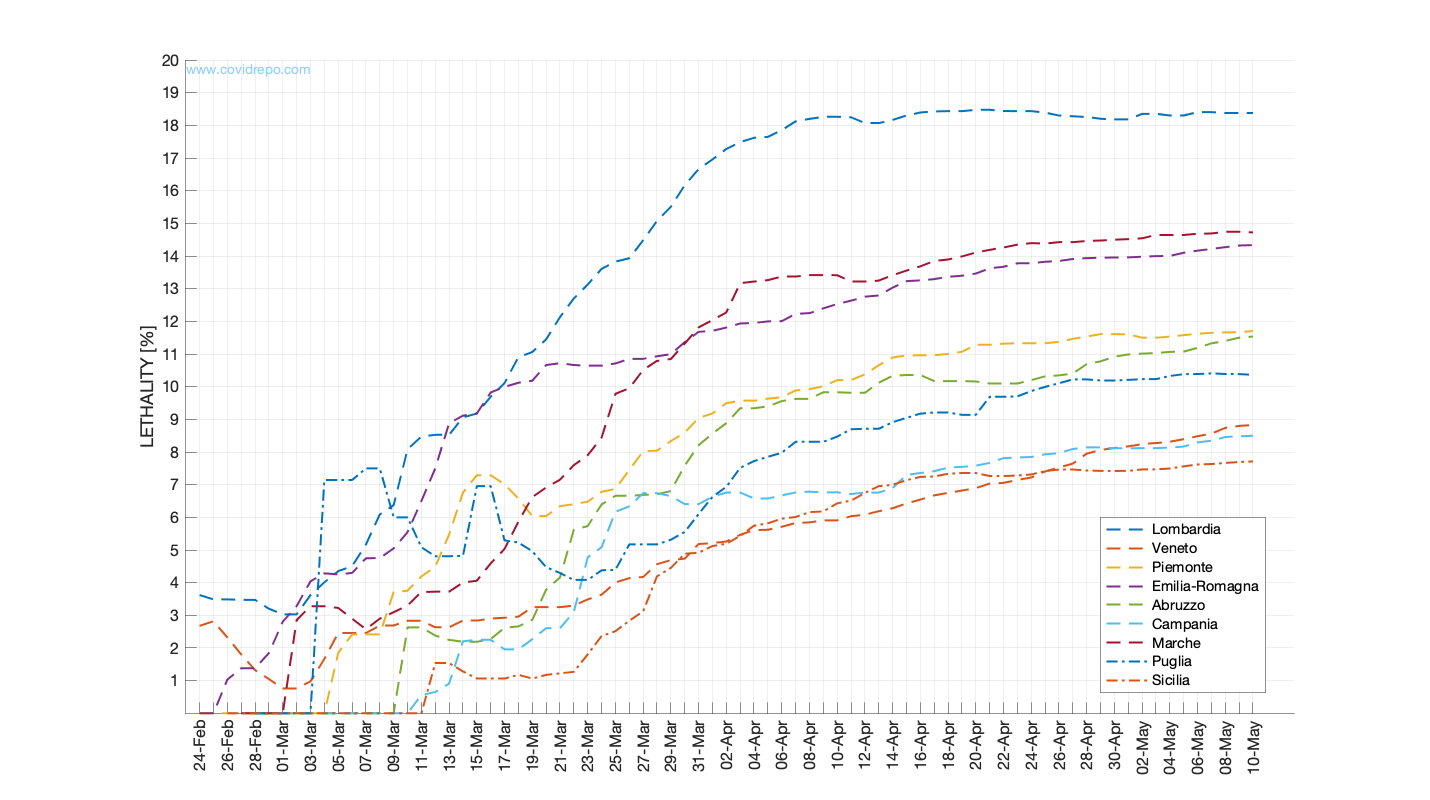 www.covidrepo.com
LETHALITY [%]
20
19
18
17
16
15
14
13
12
11
10
9
8
7
6
5
4
3
2
1
Lombardia
Veneto
Piemonte
Emilia-Romagna
Abruzzo
Campania
Marche
Puglia
Sicilia
24-Feb
26-Feb
28-Feb
01-Mar
03-Mar
05-Mar
07-Mar
09-Mar
11-Mar
13-Mar
15-Mar
17-Mar
19-Mar
21-Mar
23-Mar
25-Mar
27-Mar
29-Mar
31-Mar
02-Apr
04-Apr
06-Apr
08-Apr
10-Apr
12-Apr
14-Apr
16-Apr
18-Apr
20-Apr
22-Apr
24-Apr
26-Apr
28-Apr
30-Apr
02-May
04-May
06-May
08-May
10-May